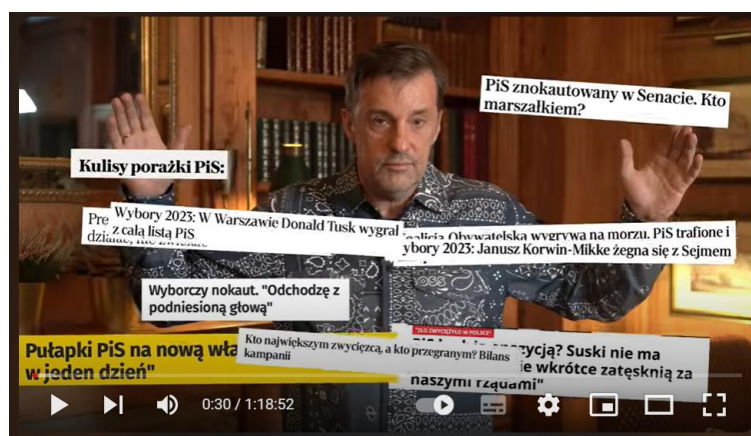 PiS znokautowany w Senacie. Kto
marszałkiem?
Kulisy porażki PiS:
Wybory 2023: W Warszawie Donald Tusk wygrał
z całą listą PiS
Obywatelska wygrywa na morzu. PiS trafione i
ybory 2023: Janusz Korwin-Mikke żegna się z Sejmem
Wyborczy nokaut. "Odchodzę z
podniesioną głową"
"ZŁO ZWYCIĘŻYŁO W POLSCE"
Pułapki PiS na nową
w jeden dzień"
Kto największym zwycięzcą, a kto przegranym? Bilans
kampanii
? Suski nie ma
wkrótce zatęsknią za
naszymi rządami"
0:30 / 1:18:52